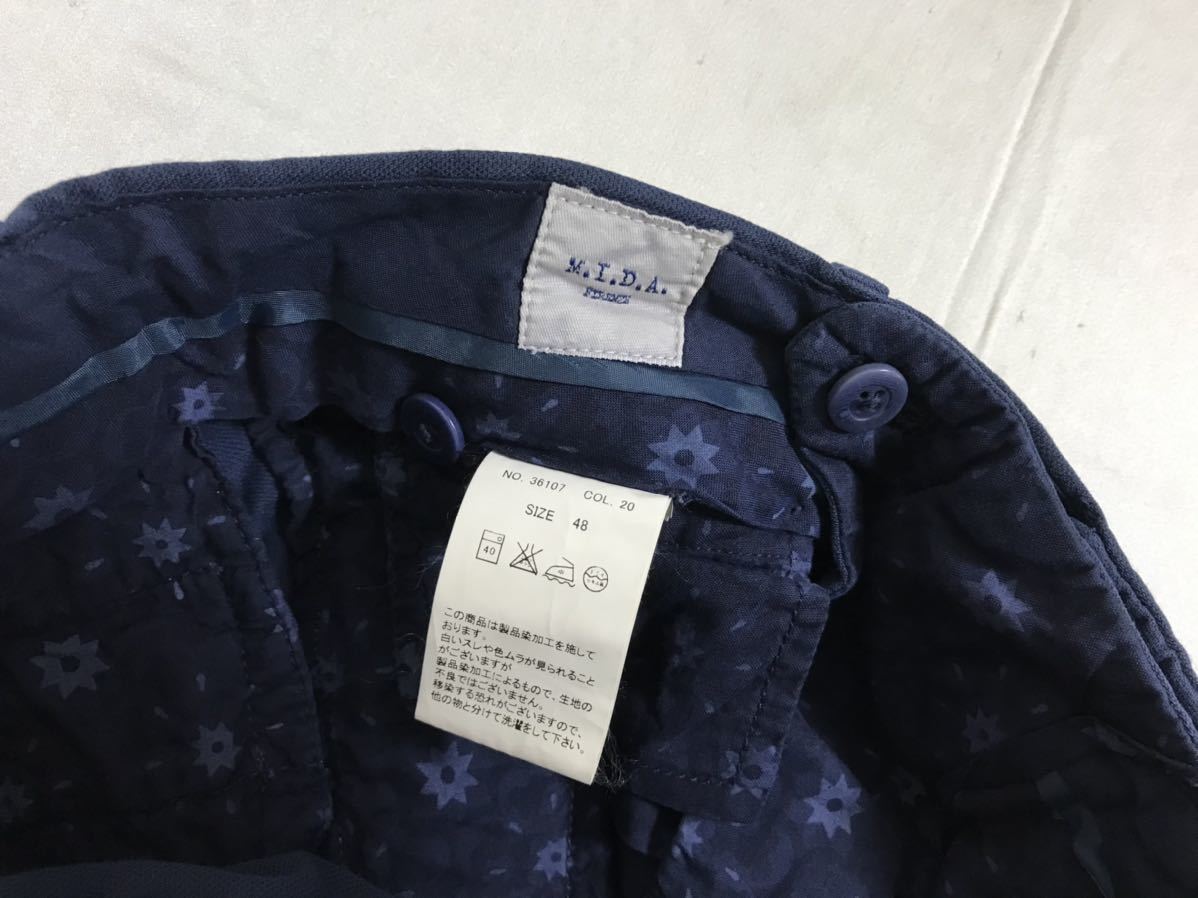 M.I.D.A.
NO. 36107 COL. 20
SIZE 48
40
この商品は製品染加工を施して
おります。
白いスレや色ムラが見られること
がございますが
製品染加工によるもので、生地の
不良ではございません。
移染する恐れがございますので、
他の物と分けて洗濯をして下さい。